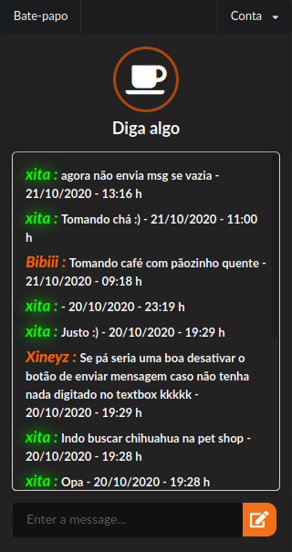 Bate-papo
Conta
Diga algo
xita : agora não envia msg se vazia -
21/10/2020 - 13:16 h
xita : Tomando chá :) - 21/10/2020 - 11:00
h
Bibiii : Tomando café com pãozinho quente -
21/10/2020 - 09:18 h
xita : - 20/10/2020 - 23:19 h
xita : Justo :) - 20/10/2020 - 19:29 h
Xineyz : Se pá seria uma boa desativar o
botão de enviar mensagem caso não tenha
nada digitado no textbox kkkkk -
20/10/2020 - 19:29 h
xita : Indo buscar chihuahua na pet shop -
20/10/2020 - 19:28 h
xita : Opa - 20/10/2020 - 19:28 h
Enter a message...